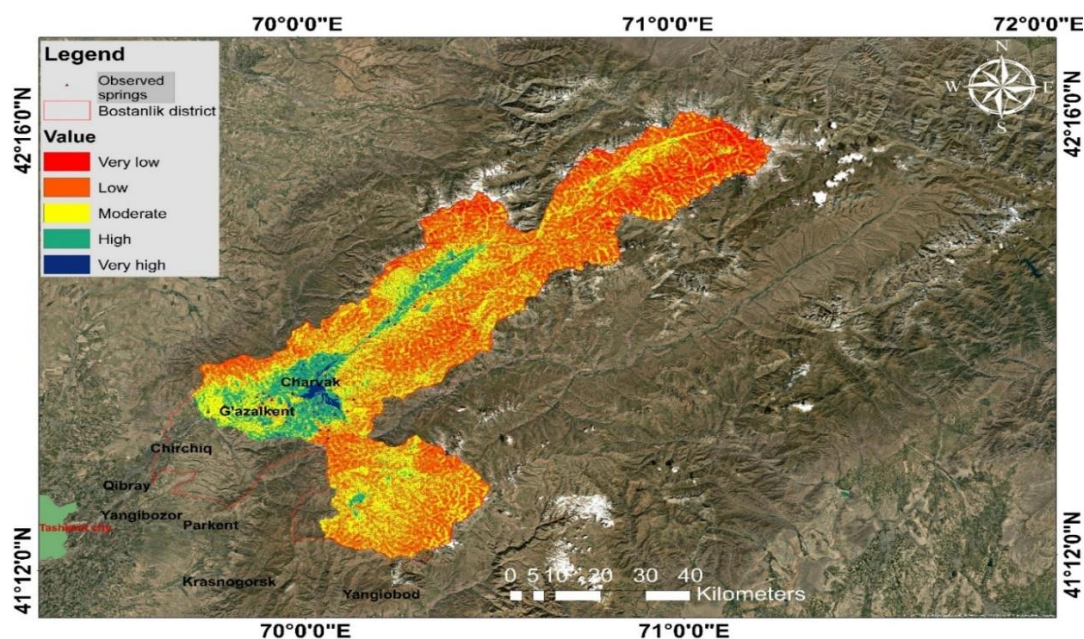 70°0'0"E 71°0'0"E 72°0'0"E
Legend
Observed
springs
Bostanlik district
Value
Very low
Low
Moderate
High
Very high
N
W E
S
42°16'0"N
42°16'0"N
Charvak
G'azalkent
Chirchiq
Qibray
Yangibozor
Parkent
Tashkent city
Krasnogorsk
Yangiobod
41°12'0"N
41°12'0"N
0 5 10 20 30 40
Kilometers
70°0'0"E 71°0'0"E